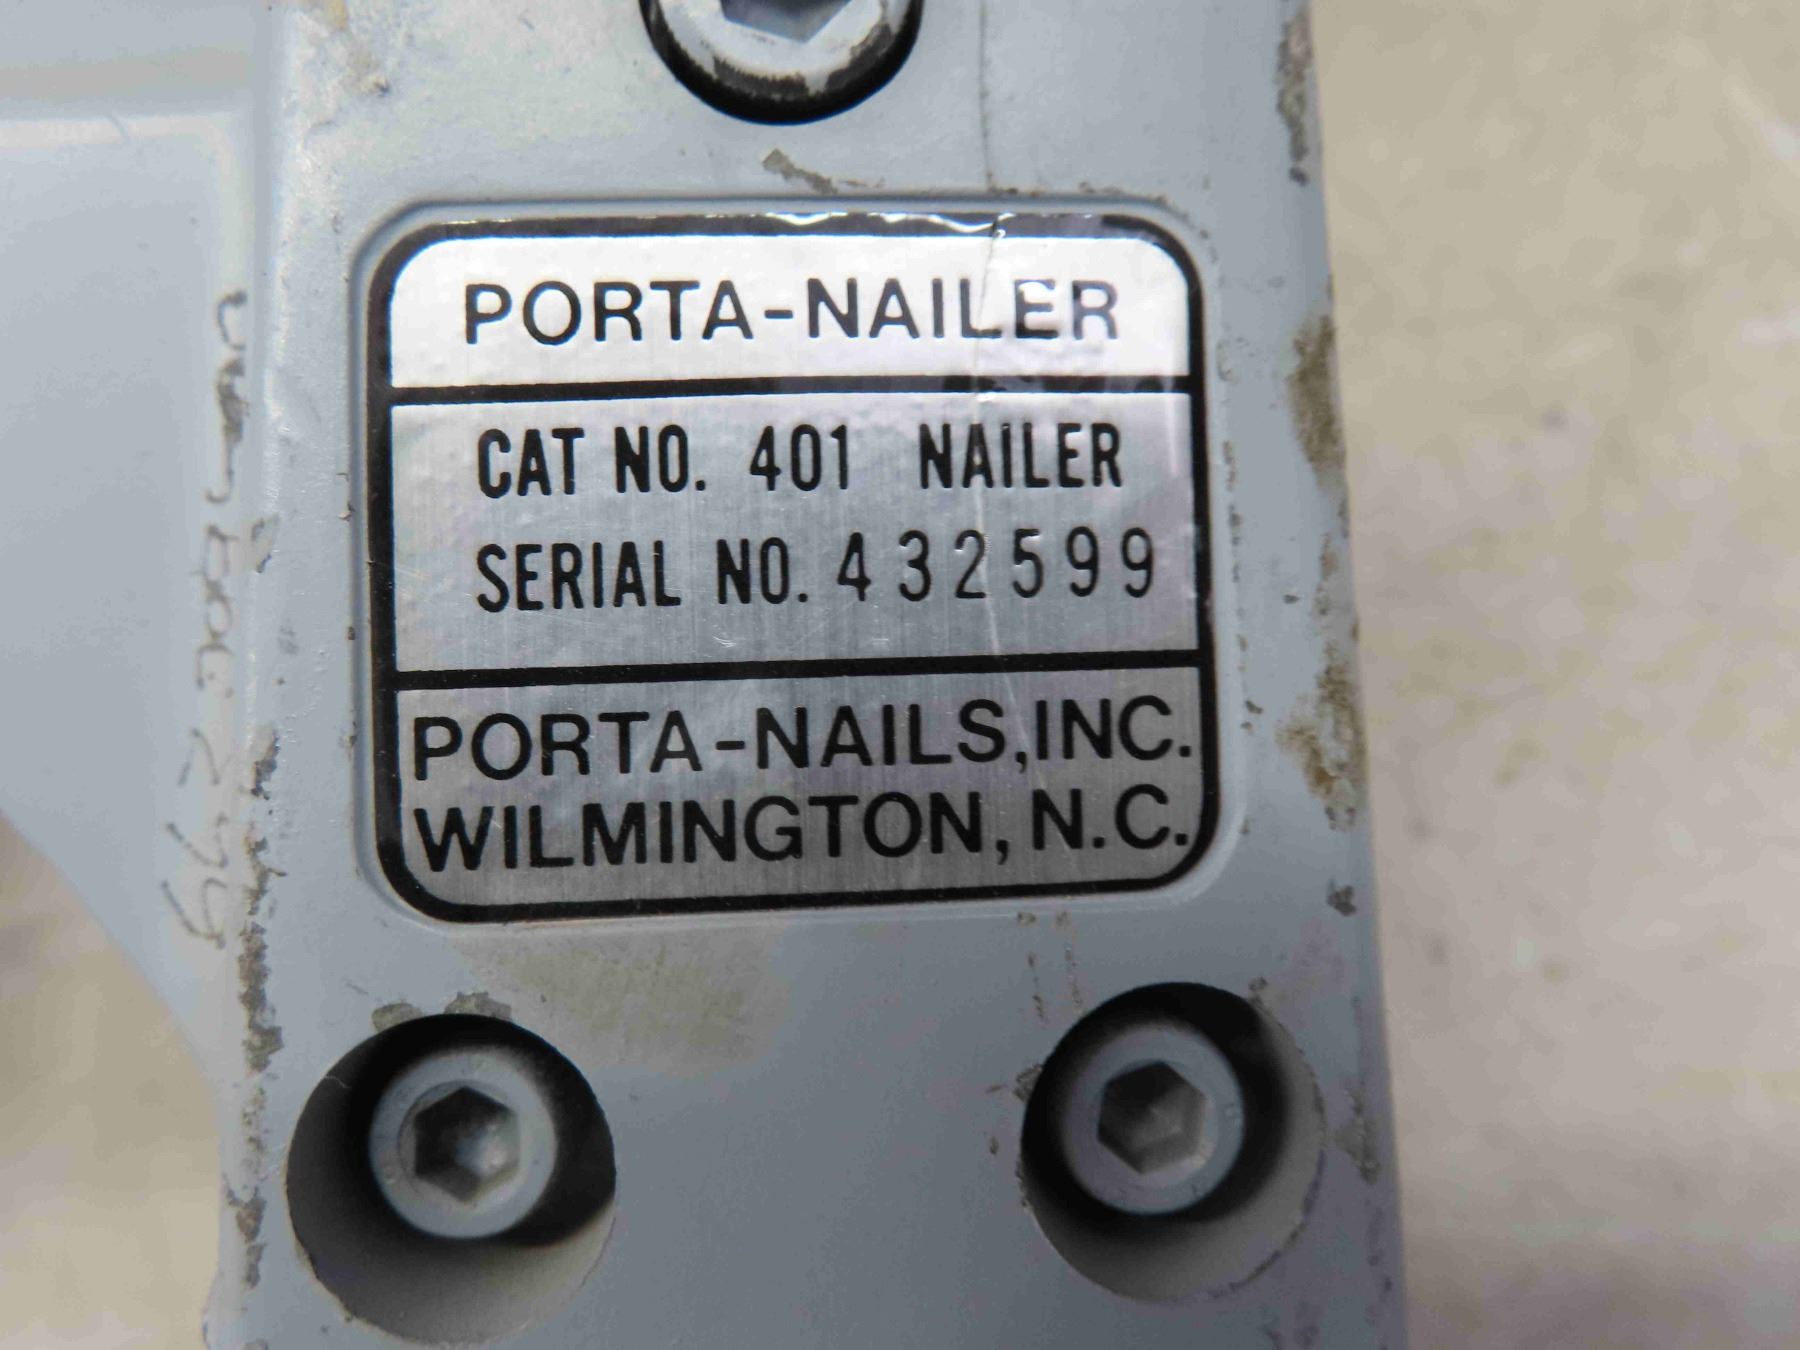 PORTA-NAILER
CAT NO. 401 NAILER
SERIAL NO. 432599
PORTA-NAILS, INC.
WILMINGTON, N.C.